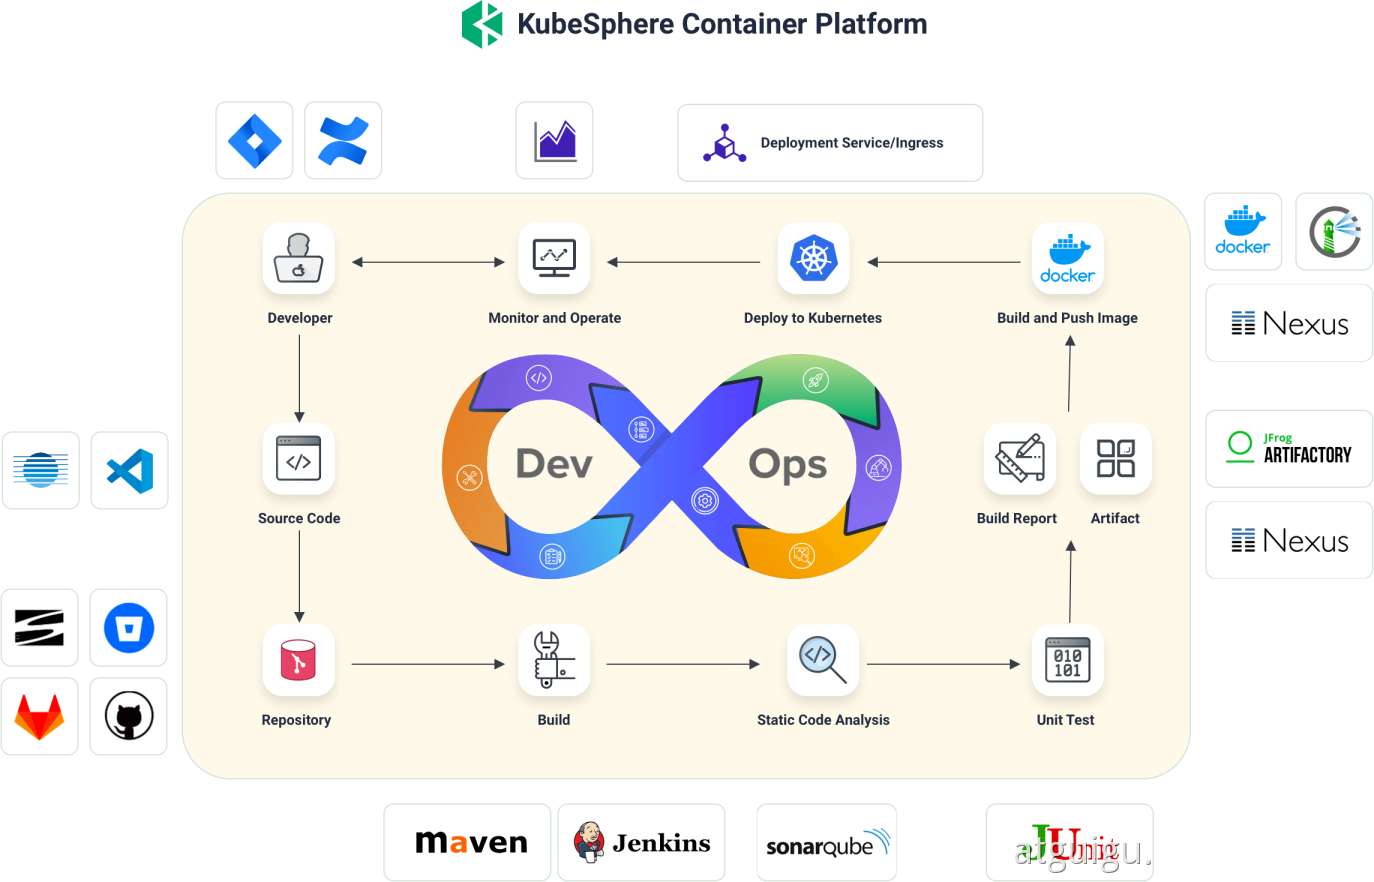 KubeSphere Container Platform
Deployment Service/Ingress
docker
Nexus
Developer
Monitor and Operate
Deploy to Kubernetes
docker
Build and Push Image
Dev
Ops
JFrog
ARTIFACTORY
Source Code
Build Report
Artifact
Nexus
010
101
Repository
Build
Static Code Analysis
Unit Test
maven
Jenkins
sonarqube
JUnit
atguigu.